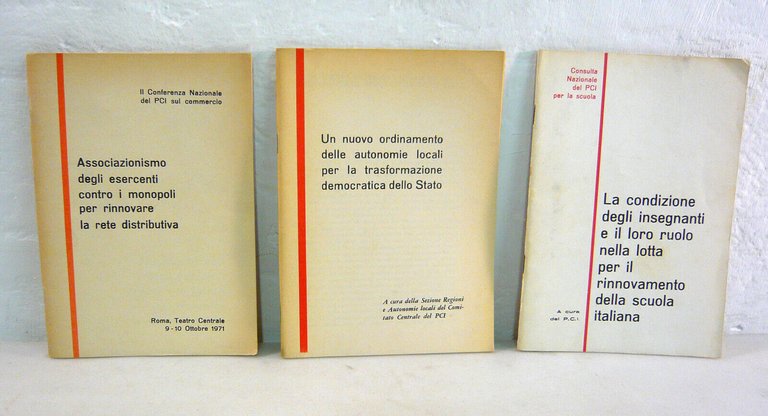 II Conferenza Nazionale
del PCI sul commercio
Associazionismo
degli esercenti
contro i monopoli
per rinnovare
la rete distributiva
Roma, Teatro Centrale
9-10 Ottobre 1971
Un nuovo ordinamento
delle autonomie locali
per la trasformazione
democratica dello Stato
A cura della Sezione Regioni
e Autonomie locali del Comi-
tato Centrale del PCI
Consulta
Nazionale
del PCI
per la scuola
La condizione
degli insegnanti
e il loro ruolo
nella lotta
per il
rinnovamento
della scuola
italiana
A cura
del P.C.I.